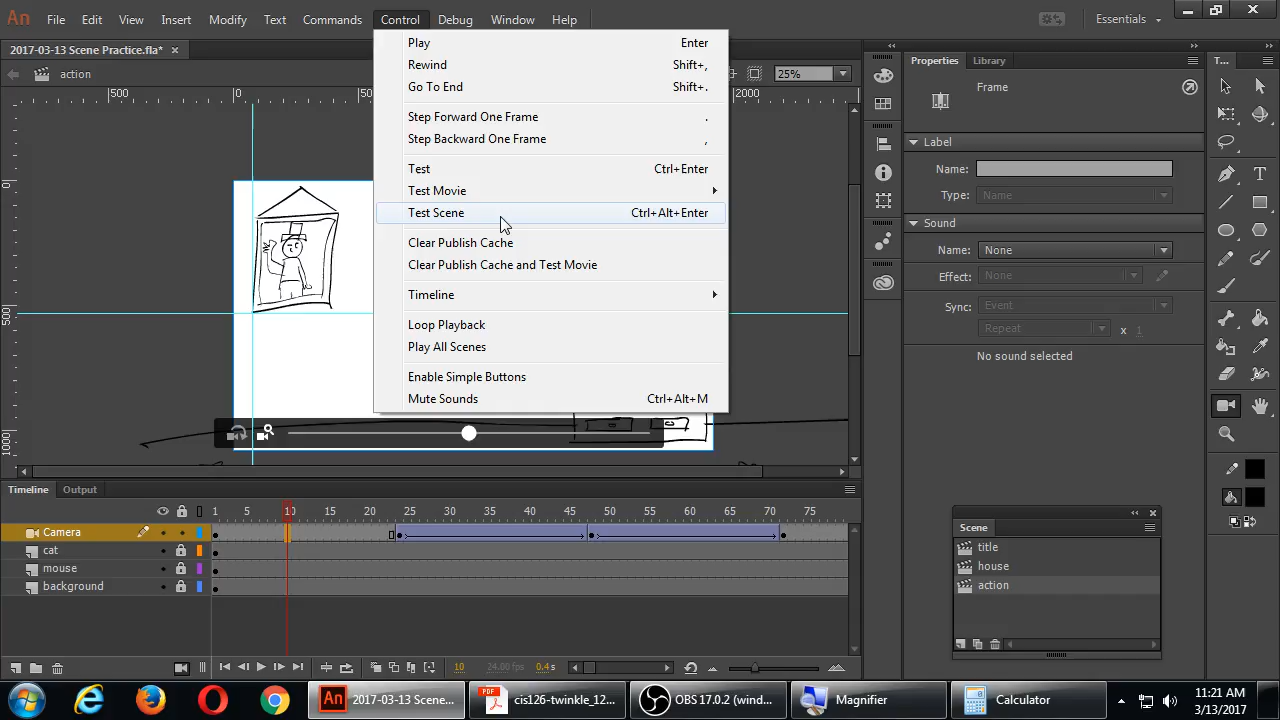 An File Edit View Insert Modify Text Commands Control Debug Window Help Essentials
2017-03-13 Scene Practice.fla* ×
action 25%
500 0 50 2000
0
500
1000
Play Enter
Rewind Shift+,
Go To End Shift+.
Step Forward One Frame .
Step Backward One Frame ,
Test Ctrl+Enter
Test Movie
Test Scene Ctrl+Alt+Enter
Clear Publish Cache
Clear Publish Cache and Test Movie
Timeline
Loop Playback
Play All Scenes
Enable Simple Buttons
Mute Sounds Ctrl+Alt+M
Properties Library
Frame
Label
Name:
Type: Name
Sound
Name: None
Effect: None
Sync: Event
Repeat x 1
No sound selected
T...
Timeline Output
1 5 10 15 20 25 30 35 40 45 50 55 60 65 70 75
Camera
cat
mouse
background
10 24.00 fps 0.4 s
Scene
title
house
action
An 2017-03-13 Scene...
PDF cis126-twinkle_12...
OBS 17.0.2 (wind...
Magnifier
Calculator
11:21 AM
3/13/2017